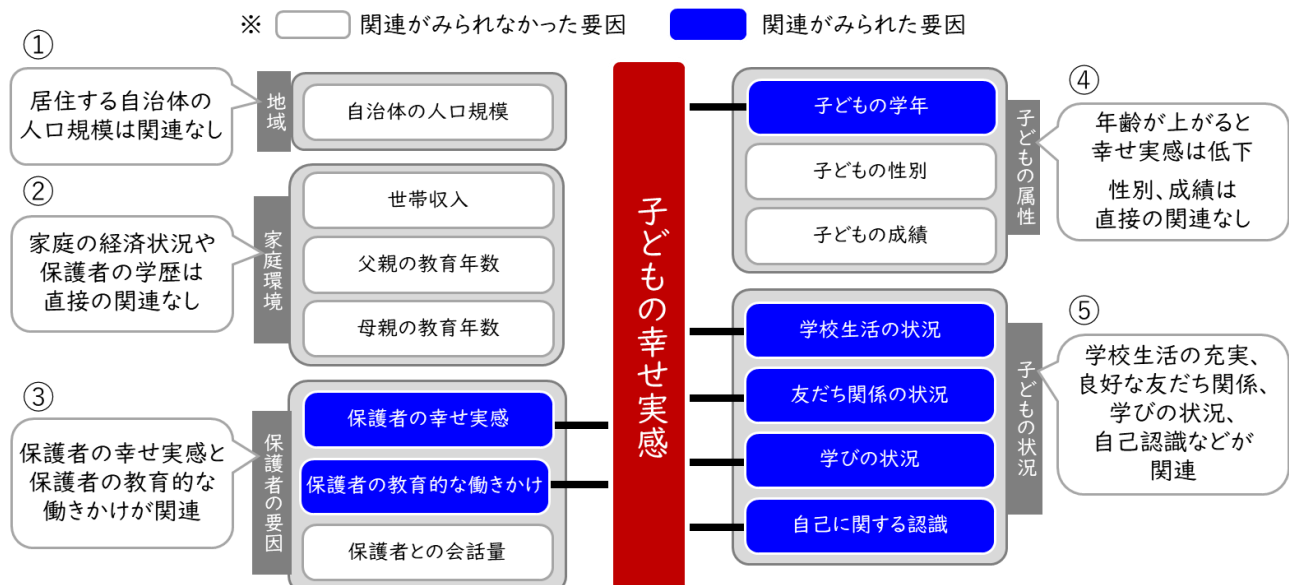 ※ 関連がみられなかった要因 関連がみられた要因
①
居住する自治体の
人口規模は関連なし
地域
自治体の人口規模
②
家庭の経済状況や
保護者の学歴は
直接の関連なし
家庭環境
世帯収入
父親の教育年数
母親の教育年数
③
保護者の幸せ実感と
保護者の教育的な
働きかけが関連
保護者の要因
保護者の幸せ実感
保護者の教育的な働きかけ
保護者との会話量
子どもの幸せ実感
子どもの学年
子どもの性別
子どもの成績
子どもの属性
④
年齢が上がると
幸せ実感は低下
性別、成績は
直接の関連なし
学校生活の状況
友だち関係の状況
学びの状況
自己に関する認識
子どもの状況
⑤
学校生活の充実、
良好な友だち関係、
学びの状況、
自己認識などが
関連